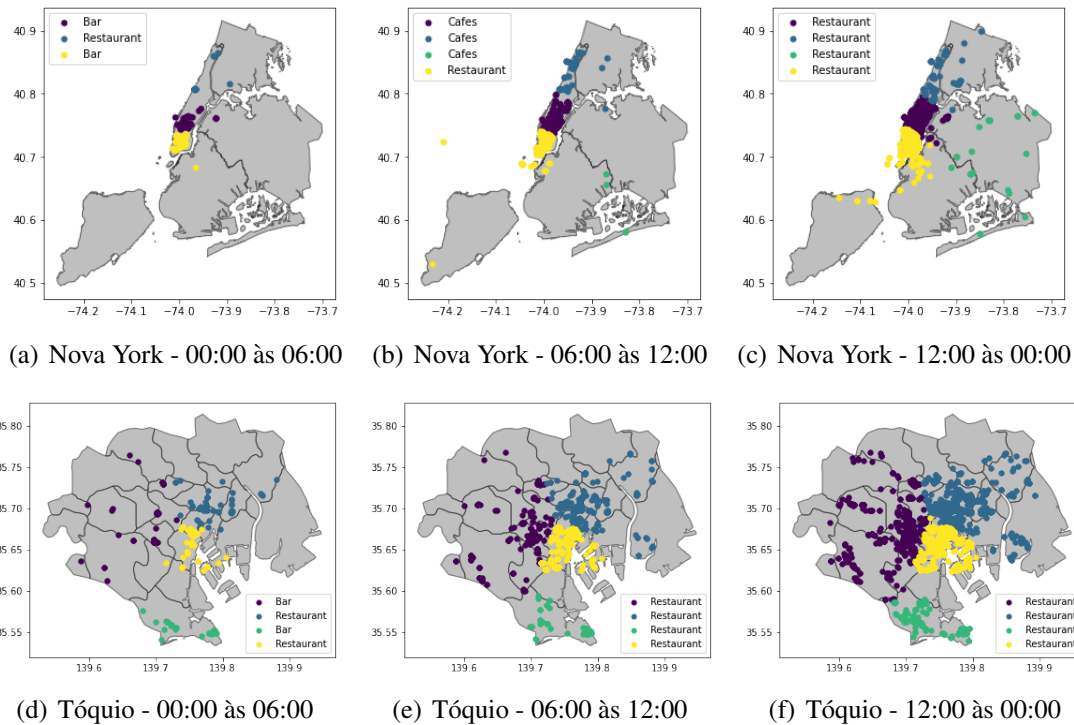 40.9
40.8
40.7
40.6
40.5
−74.2 −74.1 −74.0 −73.9 −73.8 −73.7
Bar
Restaurant
Bar
(a) Nova York - 00:00 às 06:00
40.9
40.8
40.7
40.6
40.5
−74.2 −74.1 −74.0 −73.9 −73.8 −73.7
Cafes
Cafes
Cafes
Restaurant
(b) Nova York - 06:00 às 12:00
40.9
40.8
40.7
40.6
40.5
−74.2 −74.1 −74.0 −73.9 −73.8 −73.7
Restaurant
Restaurant
Restaurant
Restaurant
(c) Nova York - 12:00 às 00:00
35.80
35.75
35.70
35.65
35.60
35.55
139.6 139.7 139.8 139.9
Bar
Restaurant
Bar
Restaurant
(d) Tóquio - 00:00 às 06:00
35.80
35.75
35.70
35.65
35.60
35.55
139.6 139.7 139.8 139.9
Restaurant
Restaurant
Restaurant
Restaurant
(e) Tóquio - 06:00 às 12:00
35.80
35.75
35.70
35.65
35.60
35.55
139.6 139.7 139.8 139.9
Restaurant
Restaurant
Restaurant
Restaurant
(f) Tóquio - 12:00 às 00:00